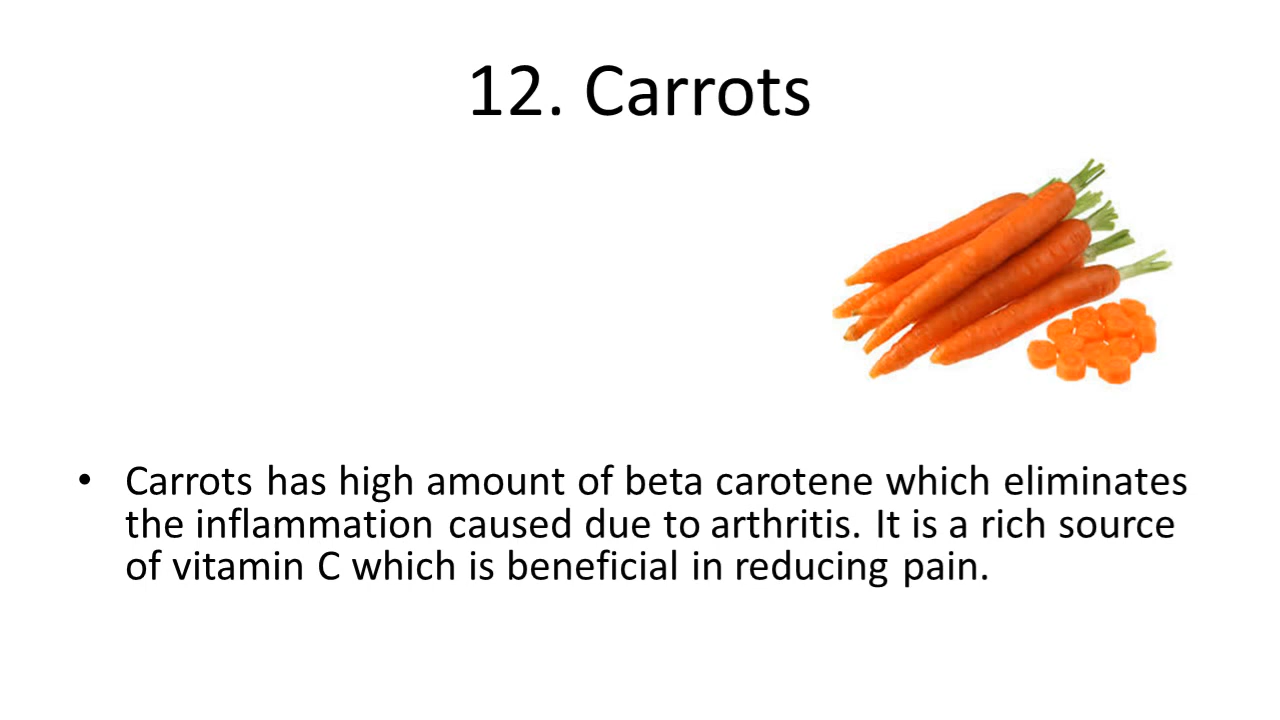 12. Carrots
• Carrots has high amount of beta carotene which eliminates
the inflammation caused due to arthritis. It is a rich source
of vitamin C which is beneficial in reducing pain.